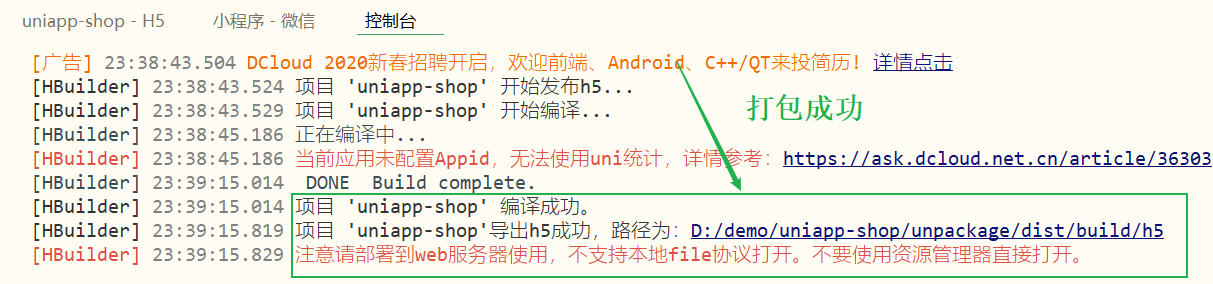 uniapp-shop - H5 小程序 - 微信 控制台
[广告] 23:38:43.504 DCloud 2020新春招聘开启，欢迎前端、Android、C++/QT来投简历！详情点击
[HBuilder] 23:38:43.524 项目 'uniapp-shop' 开始发布h5...
[HBuilder] 23:38:43.529 项目 'uniapp-shop' 开始编译...
打包成功
[HBuilder] 23:38:45.186 正在编译中...
[HBuilder] 23:38:45.186 当前应用未配置Appid，无法使用uni统计，详情参考：https://ask.dcloud.net.cn/article/36303
[HBuilder] 23:39:15.014 DONE Build complete.
[HBuilder] 23:39:15.014 项目 'uniapp-shop' 编译成功。
[HBuilder] 23:39:15.819 项目 'uniapp-shop'导出h5成功，路径为：D:/demo/uniapp-shop/unpackage/dist/build/h5
[HBuilder] 23:39:15.829 注意请部署到web服务器使用，不支持本地file协议打开。不要使用资源管理器直接打开。